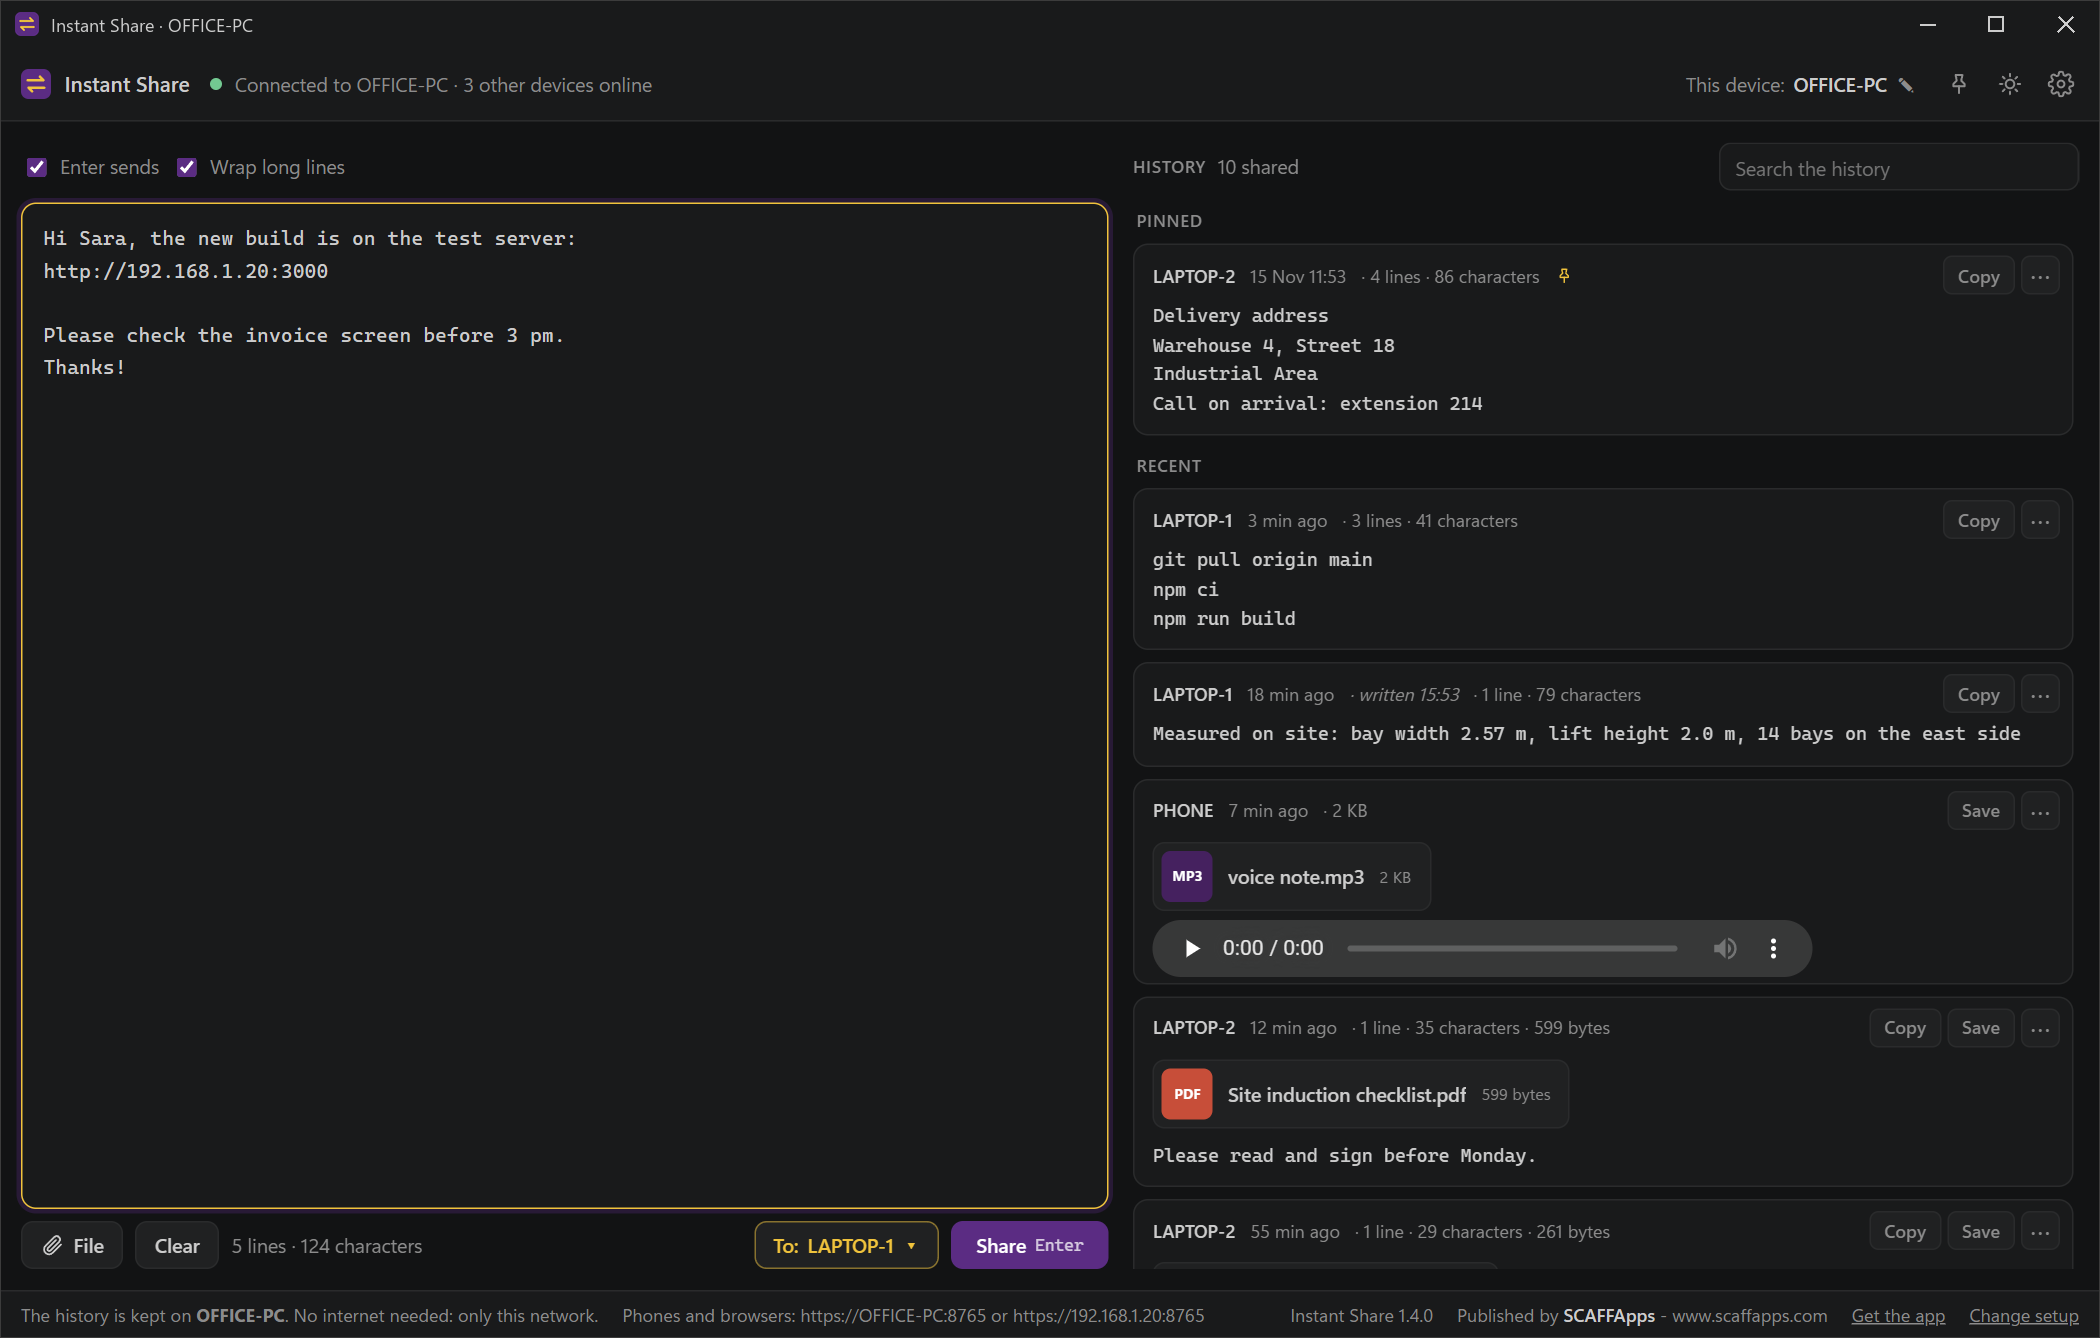 Instant Share · OFFICE-PC
Instant Share
Connected to OFFICE-PC · 3 other devices online
This device: OFFICE-PC
Enter sends
Wrap long lines
Hi Sara, the new build is on the test server:
http://192.168.1.20:3000
Please check the invoice screen before 3 pm.
Thanks!
File
Clear
5 lines · 124 characters
To: LAPTOP-1
Share Enter
HISTORY 10 shared
Search the history
PINNED
LAPTOP-2 15 Nov 11:53 · 4 lines · 86 characters
Copy
...
Delivery address
Warehouse 4, Street 18
Industrial Area
Call on arrival: extension 214
RECENT
LAPTOP-1 3 min ago · 3 lines · 41 characters
Copy
...
git pull origin main
npm ci
npm run build
LAPTOP-1 18 min ago · written 15:53 · 1 line · 79 characters
Copy
...
Measured on site: bay width 2.57 m, lift height 2.0 m, 14 bays on the east side
PHONE 7 min ago · 2 KB
Save
...
MP3
voice note.mp3 2 KB
0:00 / 0:00
LAPTOP-2 12 min ago · 1 line · 35 characters · 599 bytes
Copy
Save
...
PDF
Site induction checklist.pdf 599 bytes
Please read and sign before Monday.
LAPTOP-2 55 min ago · 1 line · 29 characters · 261 bytes
Copy
Save
...
The history is kept on OFFICE-PC. No internet needed: only this network.
Phones and browsers: https://OFFICE-PC:8765 or https://192.168.1.20:8765
Instant Share 1.4.0
Published by SCAFFApps - www.scaffapps.com
Get the app
Change setup